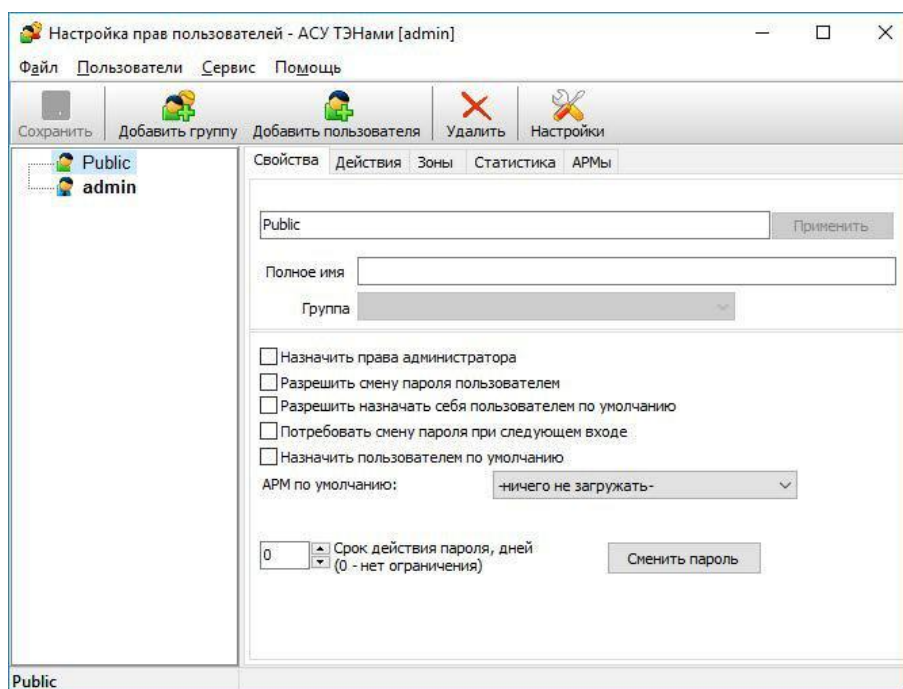 Настройка прав пользователей - АСУ ТЭНами [admin]
Файл Пользователи Сервис Помощь
Сохранить Добавить группу Добавить пользователя Удалить Настройки
Public
admin
Свойства Действия Зоны Статистика АРМы
Public Применить
Полное имя
Группа
Назначить права администратора
Разрешить смену пароля пользователем
Разрешить назначать себя пользователем по умолчанию
Потребовать смену пароля при следующем входе
Назначить пользователем по умолчанию
АРМ по умолчанию: -ничего не загружать-
0 Срок действия пароля, дней
(0 - нет ограничения) Сменить пароль
Public